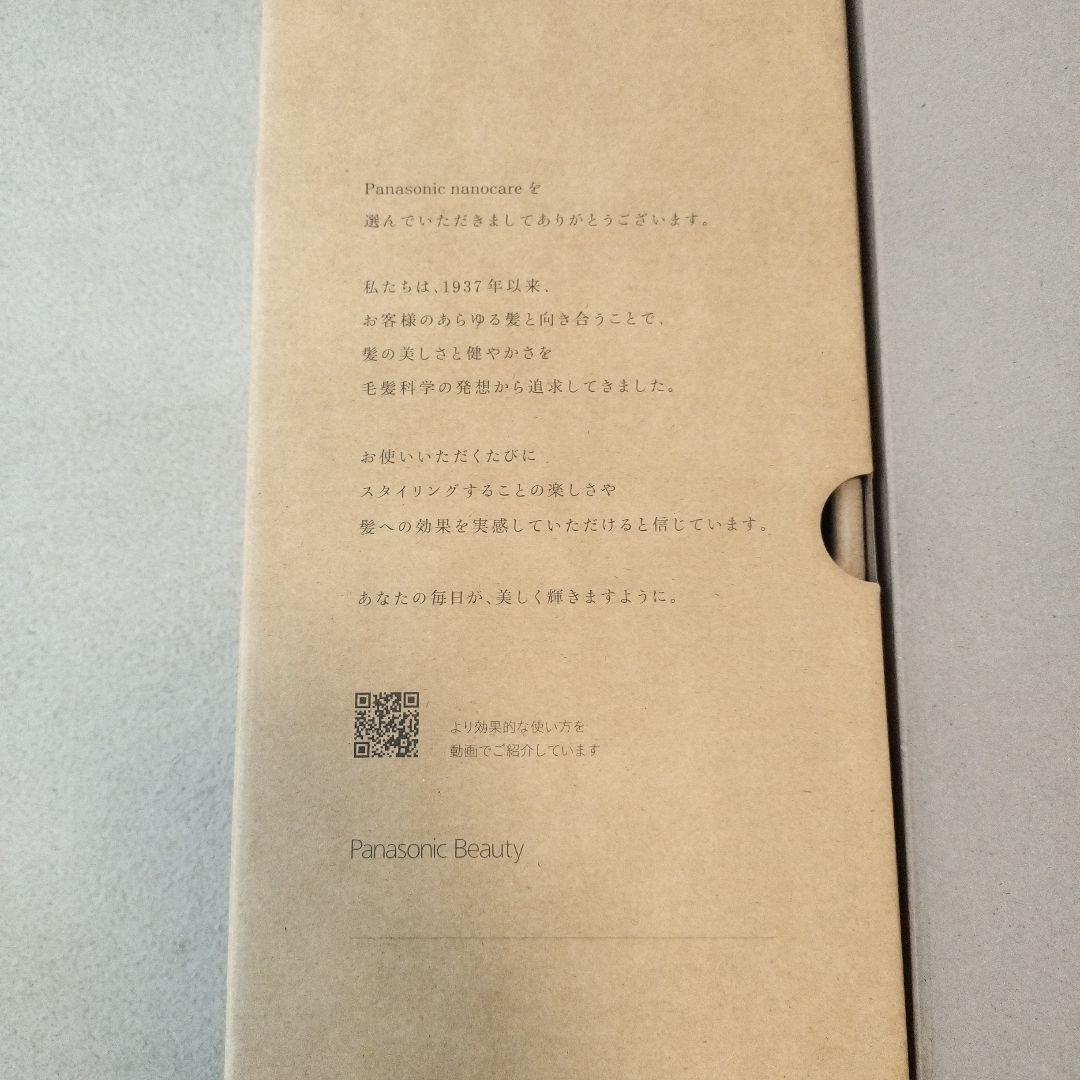 Panasonic nanocare を
選んでいただきましてありがとうございます。
私たちは、1937年以来、
お客様のあらゆる髪と向き合うことで、
髪の美しさと健やかさを
毛髪科学の発想から追求してきました。
お使いいただくたびに
スタイリングすることの楽しさや
髪への効果を実感していただけると信じています。
あなたの毎日が、美しく輝きますように。
より効果的な使い方を
動画でご紹介しています
Panasonic Beauty